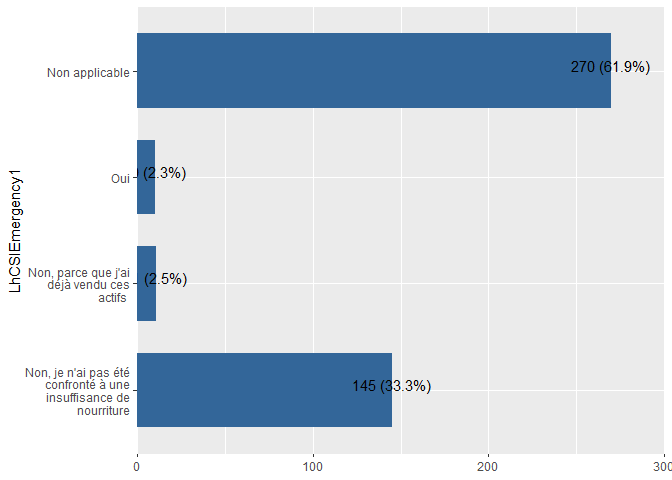 LhCSIEmergency1
Non applicable
270 (61.9%)
Oui
(2.3%)
Non, parce que j'ai
déjà vendu ces
actifs
(2.5%)
Non, je n'ai pas été
confronté à une
insuffisance de
nourriture
145 (33.3%)
0
100
200
300